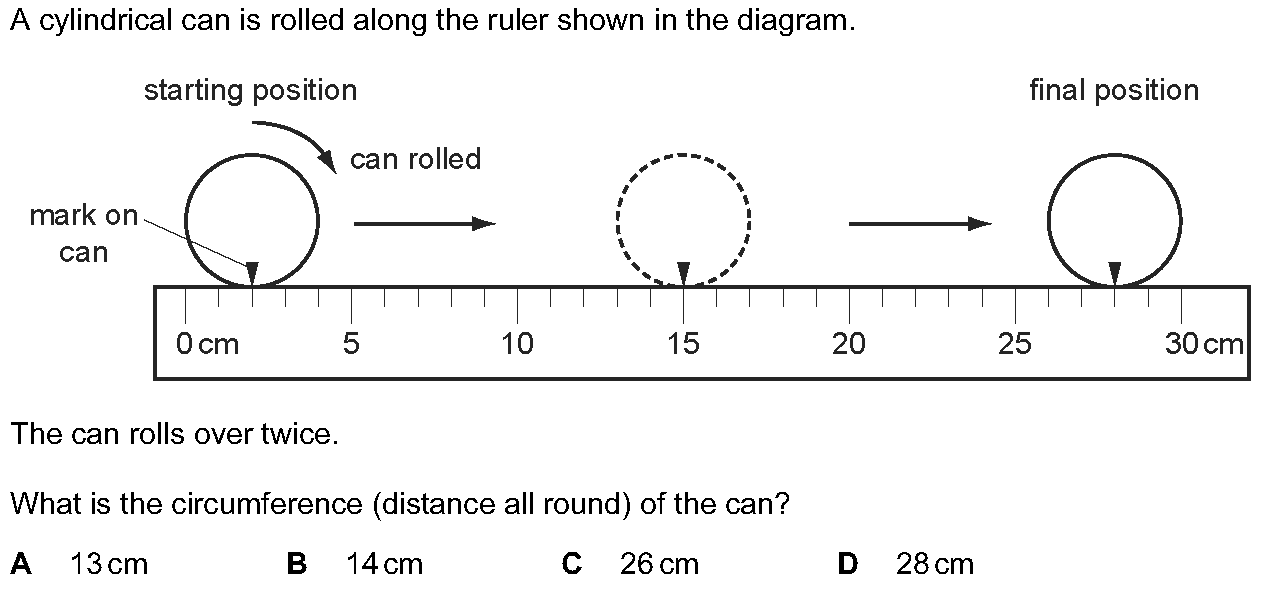 A cylindrical can is rolled along the ruler shown in the diagram.
starting position
final position
can rolled
mark on
can
0 cm 5 10 15 20 25 30 cm
The can rolls over twice.
What is the circumference (distance all round) of the can?
A 13 cm B 14 cm C 26 cm D 28 cm